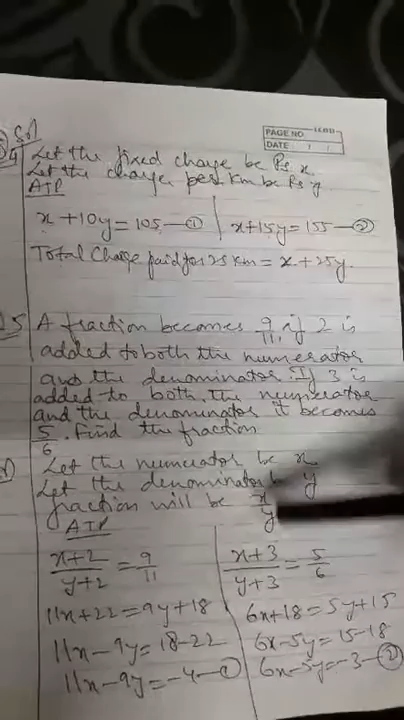 Sol
PAGE NO.
DATE
Q4 Let the fixed charge be Rs x
Let the charge per km be Rs y
ATP
x + 10y = 105 — ① | x + 15y = 155 — ②
Total Charge paid for 25 km = x + 25y
5 A fraction becomes 9/11, if 2 is
added to both the numerator
and the denominator. If 3 is
added to both the numerator
and the denominator it becomes
5/6. Find the fraction
Let the numerator be x
Let the denominator be y
fraction will be x/y
ATP
(x+2)/(y+2) = 9/11 | (x+3)/(y+3) = 5/6
11x + 22 = 9y + 18 | 6x + 18 = 5y + 15
11x - 9y = 18 - 22 | 6x - 5y = 15 - 18
11x - 9y = -4 — ① | 6x - 5y = -3 — ②